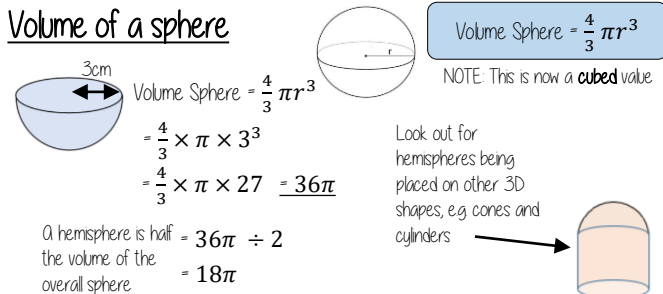 Volume of a sphere
3cm
Volume Sphere = 4/3 πr³
= 4/3 × π × 3³
= 4/3 × π × 27 = 36π
A hemisphere is half
the volume of the
overall sphere
= 36π ÷ 2
= 18π
r
Volume Sphere = 4/3 πr³
NOTE: This is now a cubed value
Look out for
hemispheres being
placed on other 3D
shapes, e.g cones and
cylinders